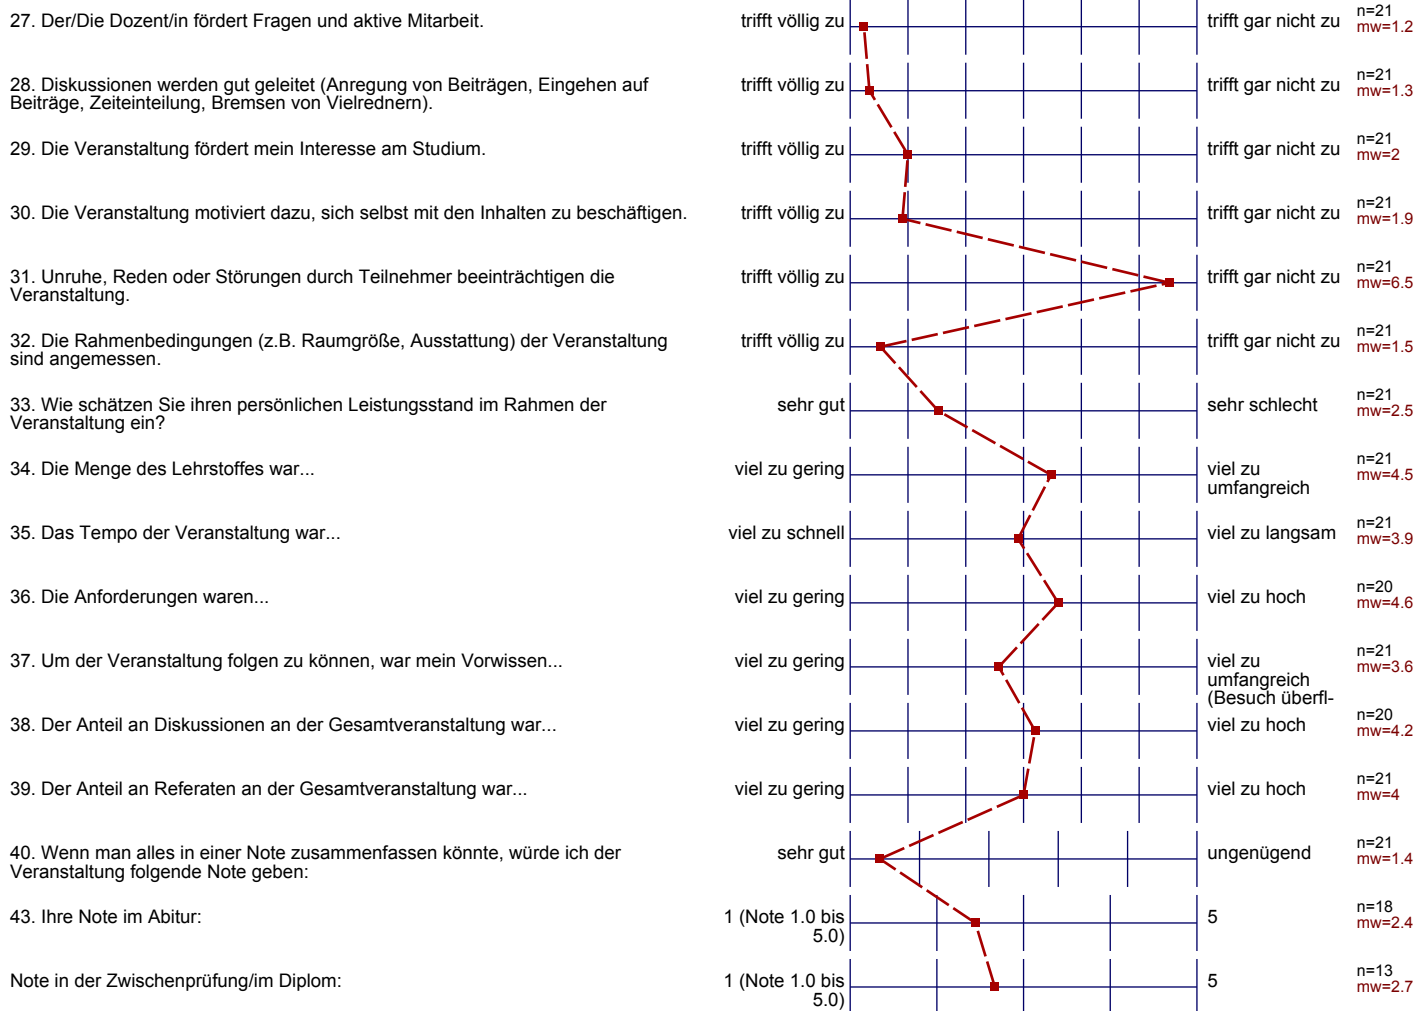 27. Der/Die Dozent/in fördert Fragen und aktive Mitarbeit. trifft völlig zu trifft gar nicht zu n=21
mw=1.2
28. Diskussionen werden gut geleitet (Anregung von Beiträgen, Eingehen auf trifft völlig zu trifft gar nicht zu n=21
Beiträge, Zeiteinteilung, Bremsen von Vielrednern). mw=1.3
29. Die Veranstaltung fördert mein Interesse am Studium. trifft völlig zu trifft gar nicht zu n=21
mw=2
30. Die Veranstaltung motiviert dazu, sich selbst mit den Inhalten zu beschäftigen. trifft völlig zu trifft gar nicht zu n=21
mw=1.9
31. Unruhe, Reden oder Störungen durch Teilnehmer beeinträchtigen die trifft völlig zu trifft gar nicht zu n=21
Veranstaltung. mw=6.5
32. Die Rahmenbedingungen (z.B. Raumgröße, Ausstattung) der Veranstaltung trifft völlig zu trifft gar nicht zu n=21
sind angemessen. mw=1.5
33. Wie schätzen Sie ihren persönlichen Leistungsstand im Rahmen der sehr gut sehr schlecht n=21
Veranstaltung ein? mw=2.5
34. Die Menge des Lehrstoffes war... viel zu gering viel zu n=21
umfangreich mw=4.5
35. Das Tempo der Veranstaltung war... viel zu schnell viel zu langsam n=21
mw=3.9
36. Die Anforderungen waren... viel zu gering viel zu hoch n=20
mw=4.6
37. Um der Veranstaltung folgen zu können, war mein Vorwissen... viel zu gering viel zu n=21
umfangreich mw=3.6
(Besuch überfl-
38. Der Anteil an Diskussionen an der Gesamtveranstaltung war... viel zu gering viel zu hoch n=20
mw=4.2
39. Der Anteil an Referaten an der Gesamtveranstaltung war... viel zu gering viel zu hoch n=21
mw=4
40. Wenn man alles in einer Note zusammenfassen könnte, würde ich der sehr gut ungenügend n=21
Veranstaltung folgende Note geben: mw=1.4
43. Ihre Note im Abitur: 1 (Note 1.0 bis 5 n=18
5.0) mw=2.4
Note in der Zwischenprüfung/im Diplom: 1 (Note 1.0 bis 5 n=13
5.0) mw=2.7